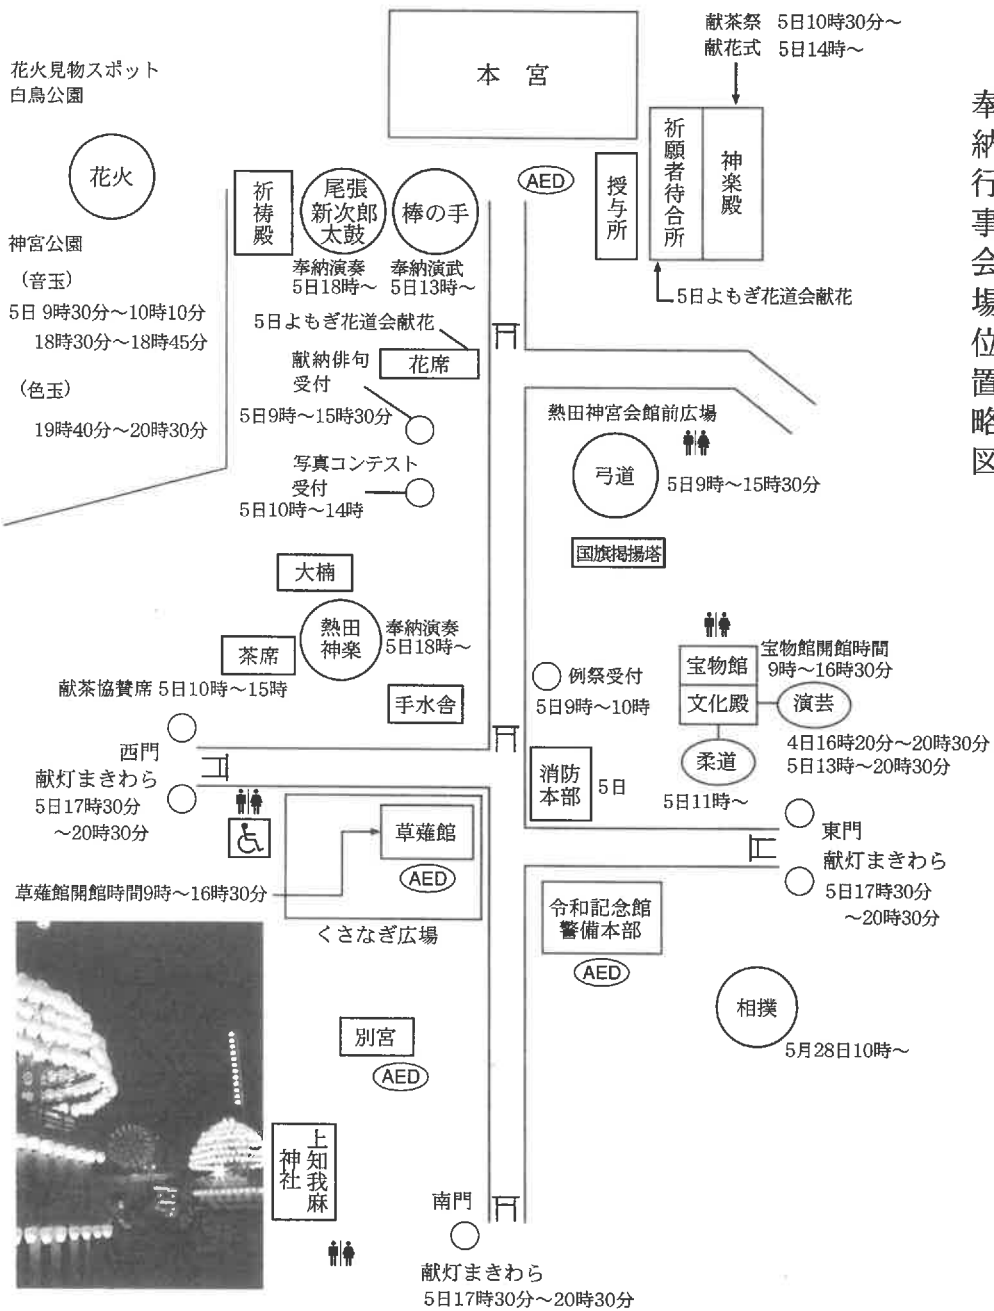 奉納行事会場位置略図
献茶祭 5日10時30分〜
献花式 5日14時〜
本宮
花火見物スポット
白鳥公園
花火
神宮公園
（音玉）
5日 9時30分〜10時10分
18時30分〜18時45分
（色玉）
19時40分〜20時30分
祈祷殿
尾張
新次郎
太鼓
奉納演奏
5日18時〜
棒の手
奉納演武
5日13時〜
AED
授与所
祈願者待合所
神楽殿
5日よもぎ花道会献花
5日よもぎ花道会献花
花席
献納俳句
受付
5日9時〜15時30分
写真コンテスト
受付
5日10時〜14時
熱田神宮会館前広場
弓道
5日9時〜15時30分
国旗掲揚塔
大楠
熱田
神楽
奉納演奏
5日18時〜
茶席
献茶協賛席 5日10時〜15時
手水舎
例祭受付
5日9時〜10時
宝物館
宝物館開館時間
9時〜16時30分
文化殿
演芸
4日16時20分〜20時30分
5日13時〜20時30分
柔道
5日11時〜
西門
献灯まきわら
5日17時30分
〜20時30分
消防
本部
5日
東門
献灯まきわら
5日17時30分
〜20時30分
草薙館
AED
草薙館開館時間9時〜16時30分
くさなぎ広場
令和記念館
警備本部
AED
相撲
5月28日10時〜
別宮
AED
上知我麻
神社
南門
献灯まきわら
5日17時30分〜20時30分